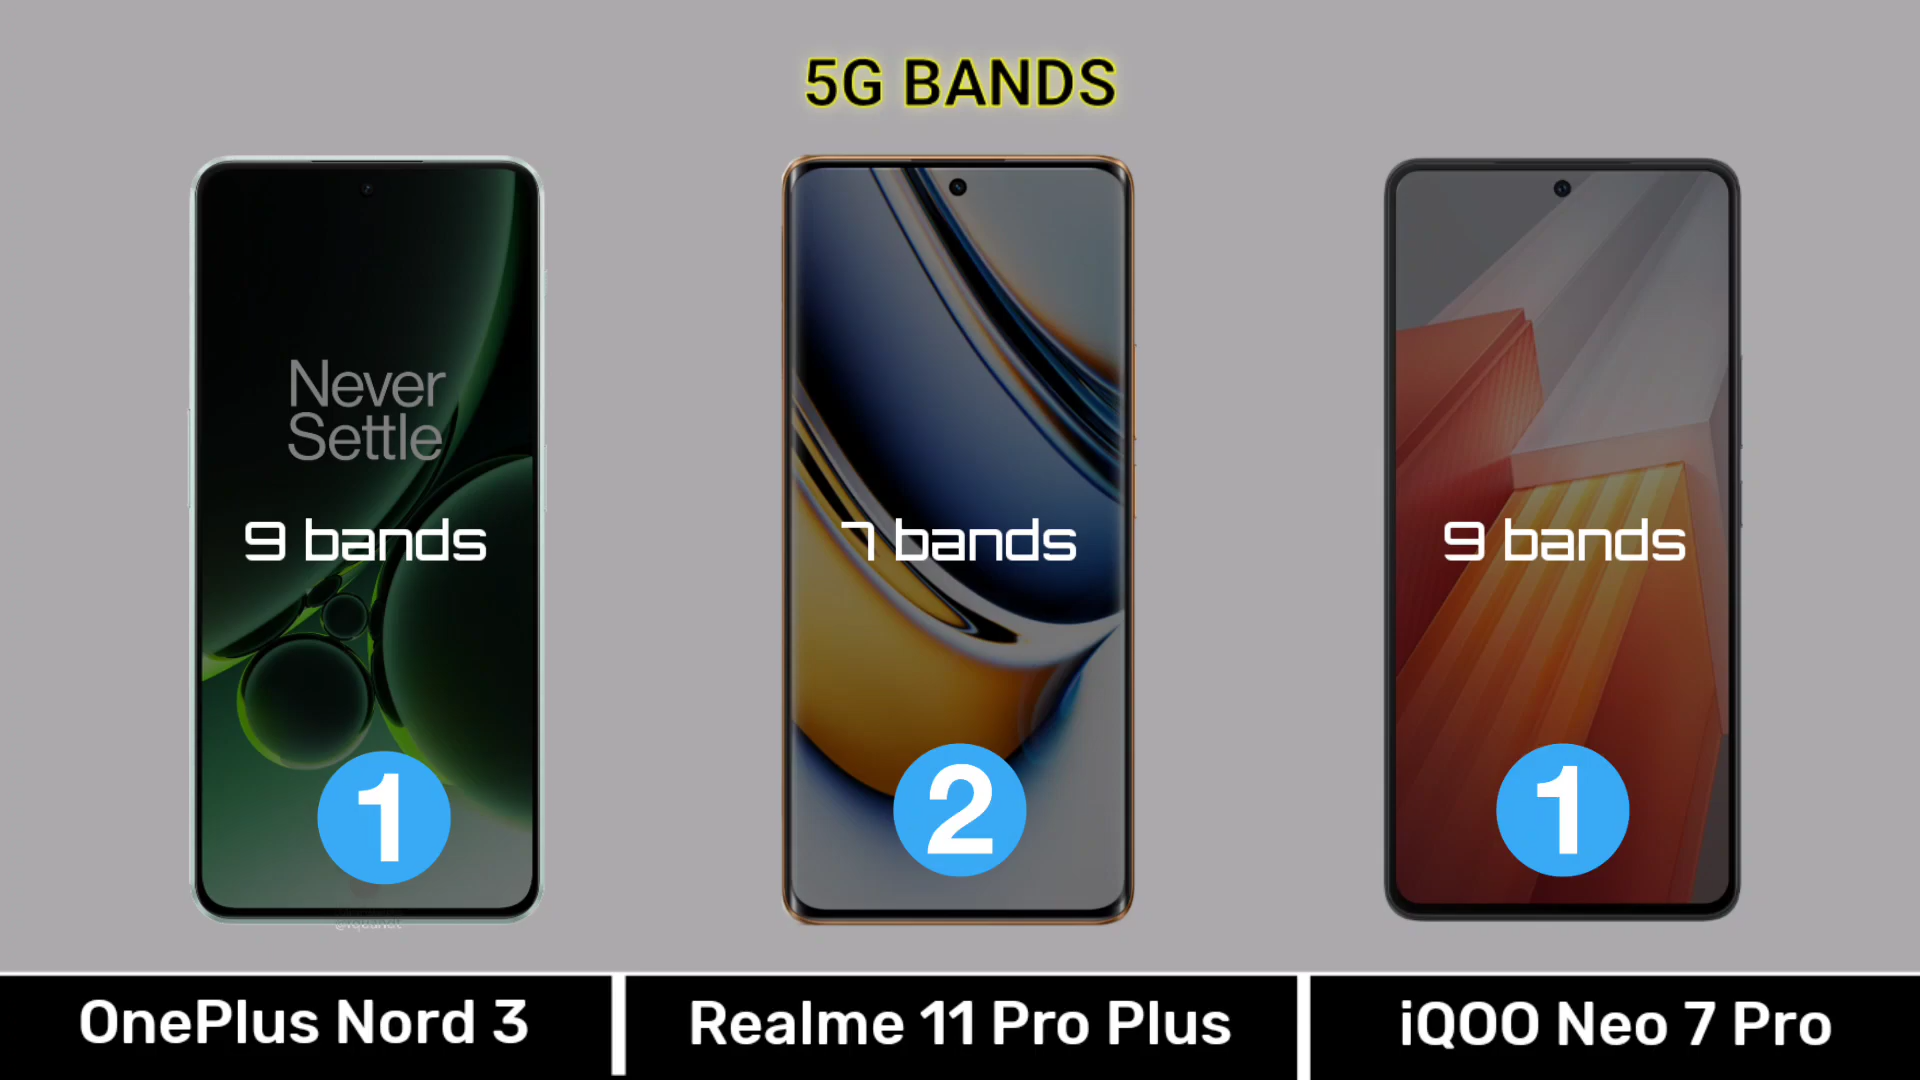 5G BANDS
Never
Settle
9 bands
7 bands
9 bands
1
2
1
OnePlus Nord 3
Realme 11 Pro Plus
iQOO Neo 7 Pro